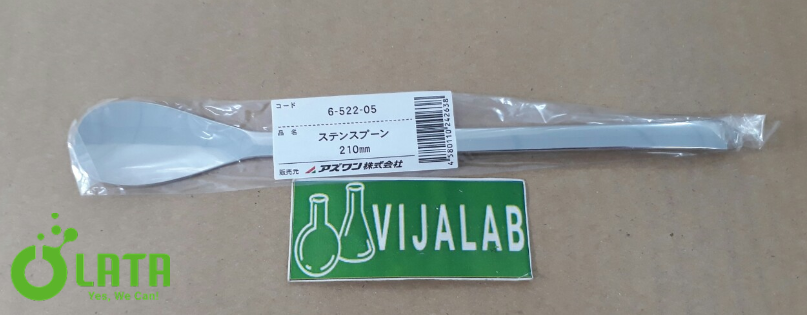 コード
6-522-05
品 名
ステンスプーン
210mm
販売元
アズワン株式会社
4580110242638
VIJALAB
LATA
Yes, We Can!